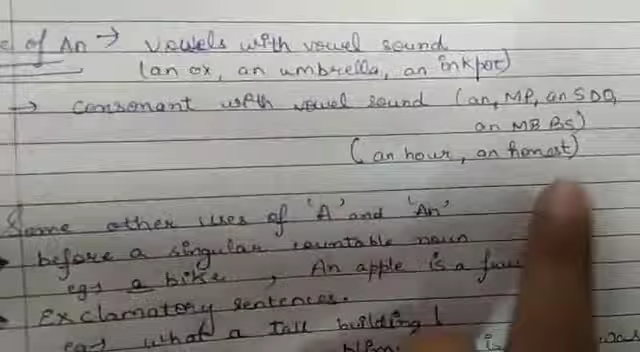 of An → Vowels with vowel sound
(an ox, an umbrella, an inkpot)
→ Consonant with vowel sound (an, MP, an SDO,
an MBBS)
(an hour, an honest)
Some other uses of 'A' and 'An'
before a singular countable noun
eg→ a bike, An apple is a
Exclamatory sentences.
eg→ What a tall building!